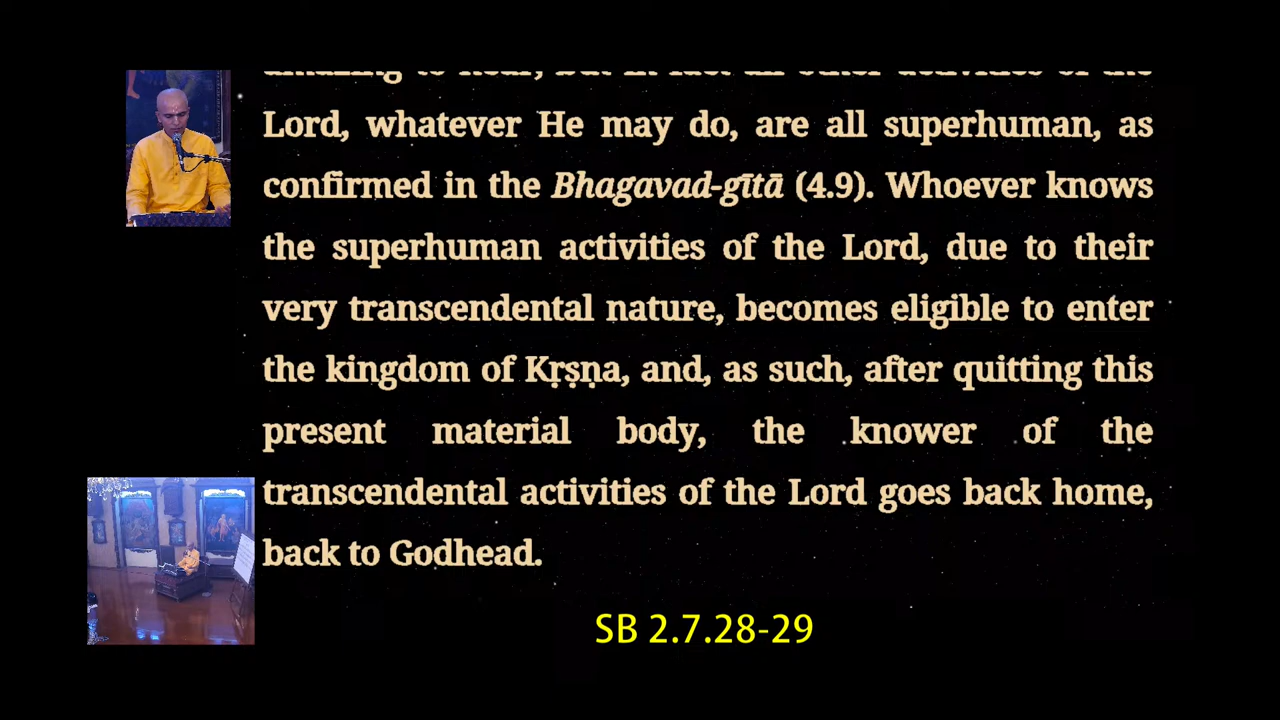 Lord, whatever He may do, are all superhuman, as
confirmed in the Bhagavad-gītā (4.9). Whoever knows
the superhuman activities of the Lord, due to their
very transcendental nature, becomes eligible to enter
the kingdom of Kṛṣṇa, and, as such, after quitting this
present material body, the knower of the
transcendental activities of the Lord goes back home,
back to Godhead.
SB 2.7.28-29